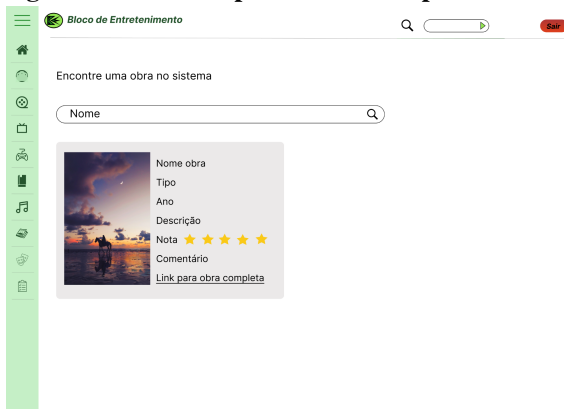 Bloco de Entretenimento
Sair
Encontre uma obra no sistema
Nome
Nome obra
Tipo
Ano
Descrição
Nota
Comentário
Link para obra completa